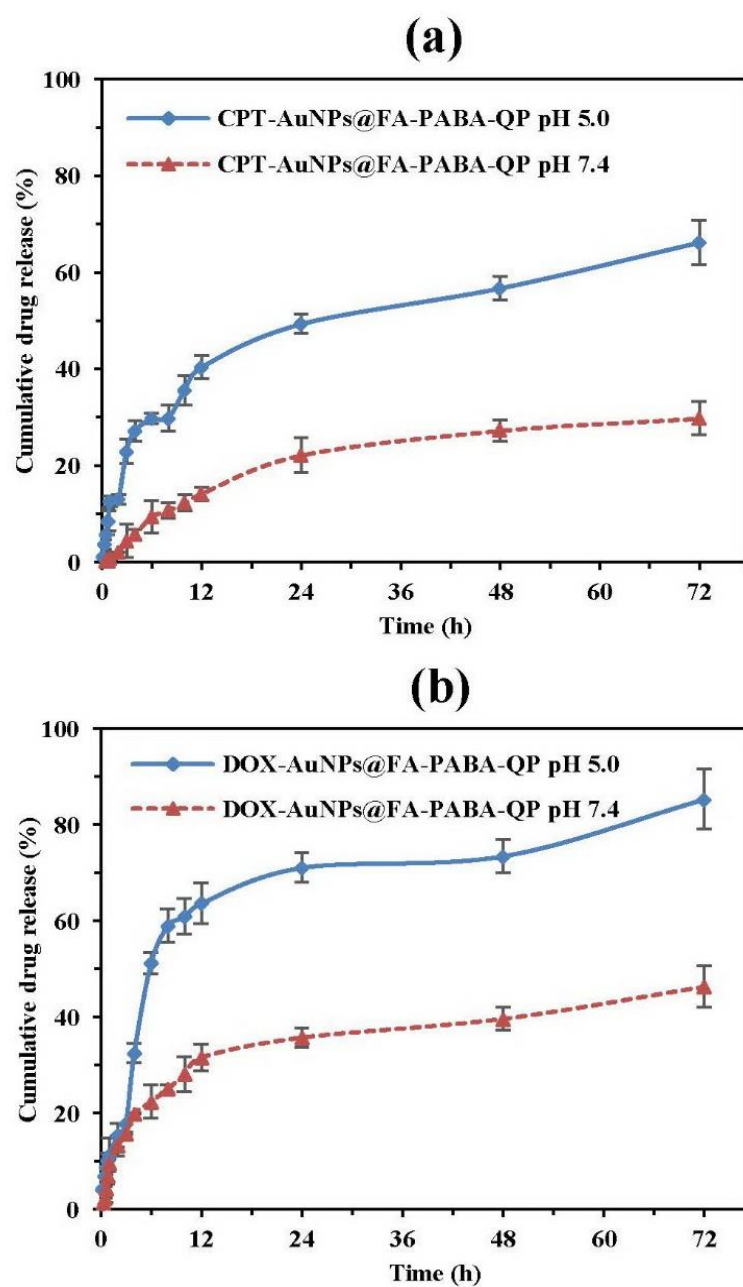 (a)
100
80
60
40
20
0
Cumulative drug release (%)
CPT-AuNPs@FA-PABA-QP pH 5.0
CPT-AuNPs@FA-PABA-QP pH 7.4
0 12 24 36 48 60 72
Time (h)
(b)
100
80
60
40
20
0
Cumulative drug release (%)
DOX-AuNPs@FA-PABA-QP pH 5.0
DOX-AuNPs@FA-PABA-QP pH 7.4
0 12 24 36 48 60 72
Time (h)